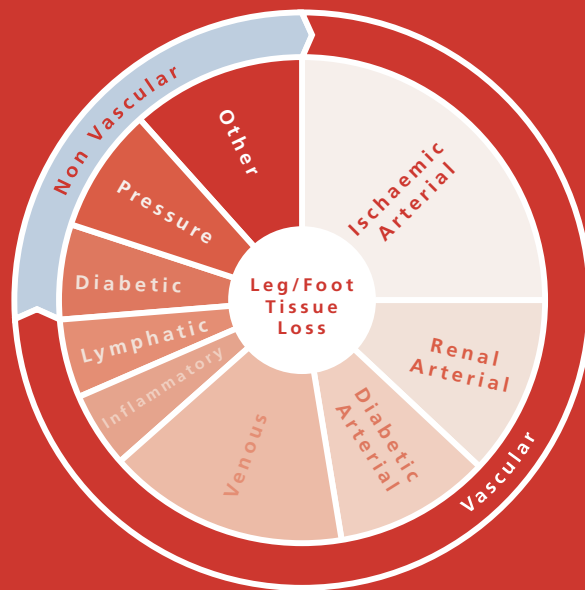 Leg/Foot
Tissue
Loss
Ischaemic
Arterial
Renal
Arterial
Diabetic
Arterial
Venous
Inflammatory
Lymphatic
Diabetic
Pressure
Other
Non Vascular
Vascular